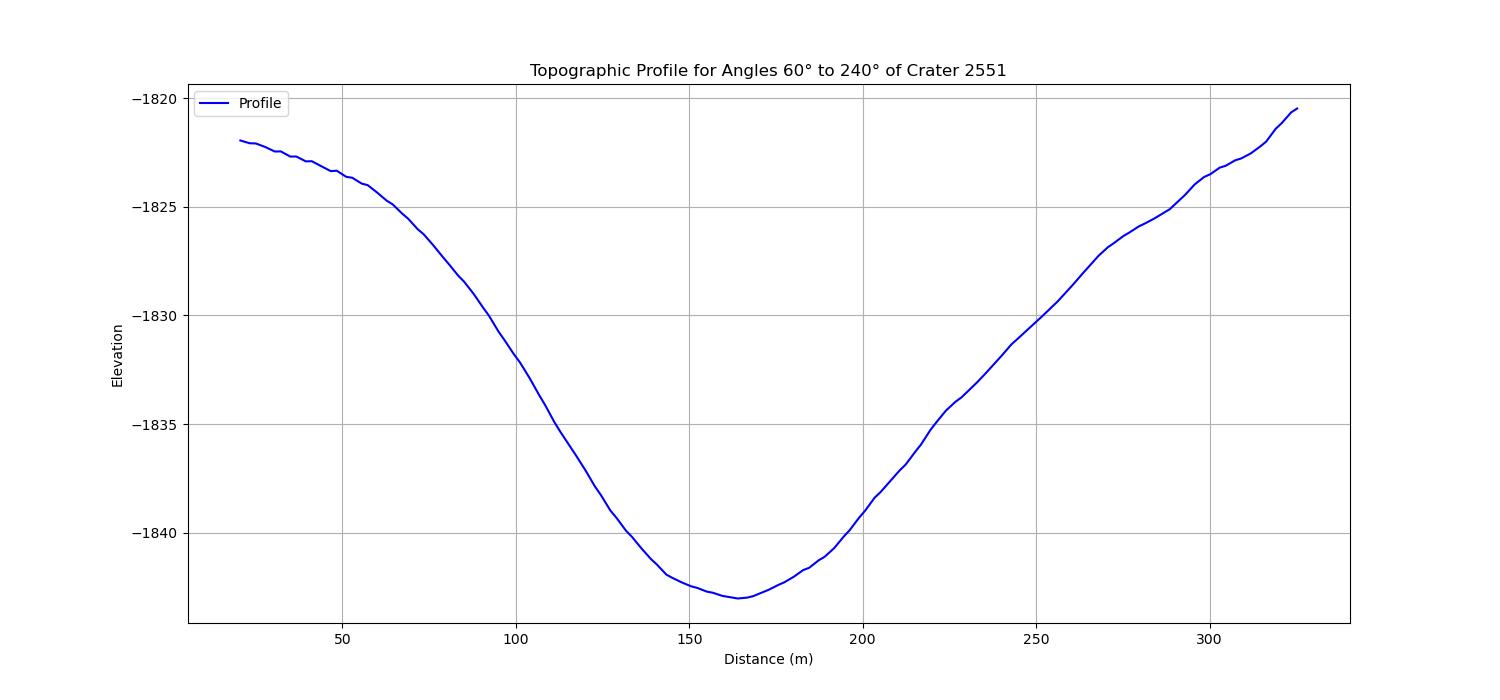 Topographic Profile for Angles 60° to 240° of Crater 2551
Profile
−1820
−1825
−1830
−1835
−1840
Elevation
50
100
150
200
250
300
Distance (m)